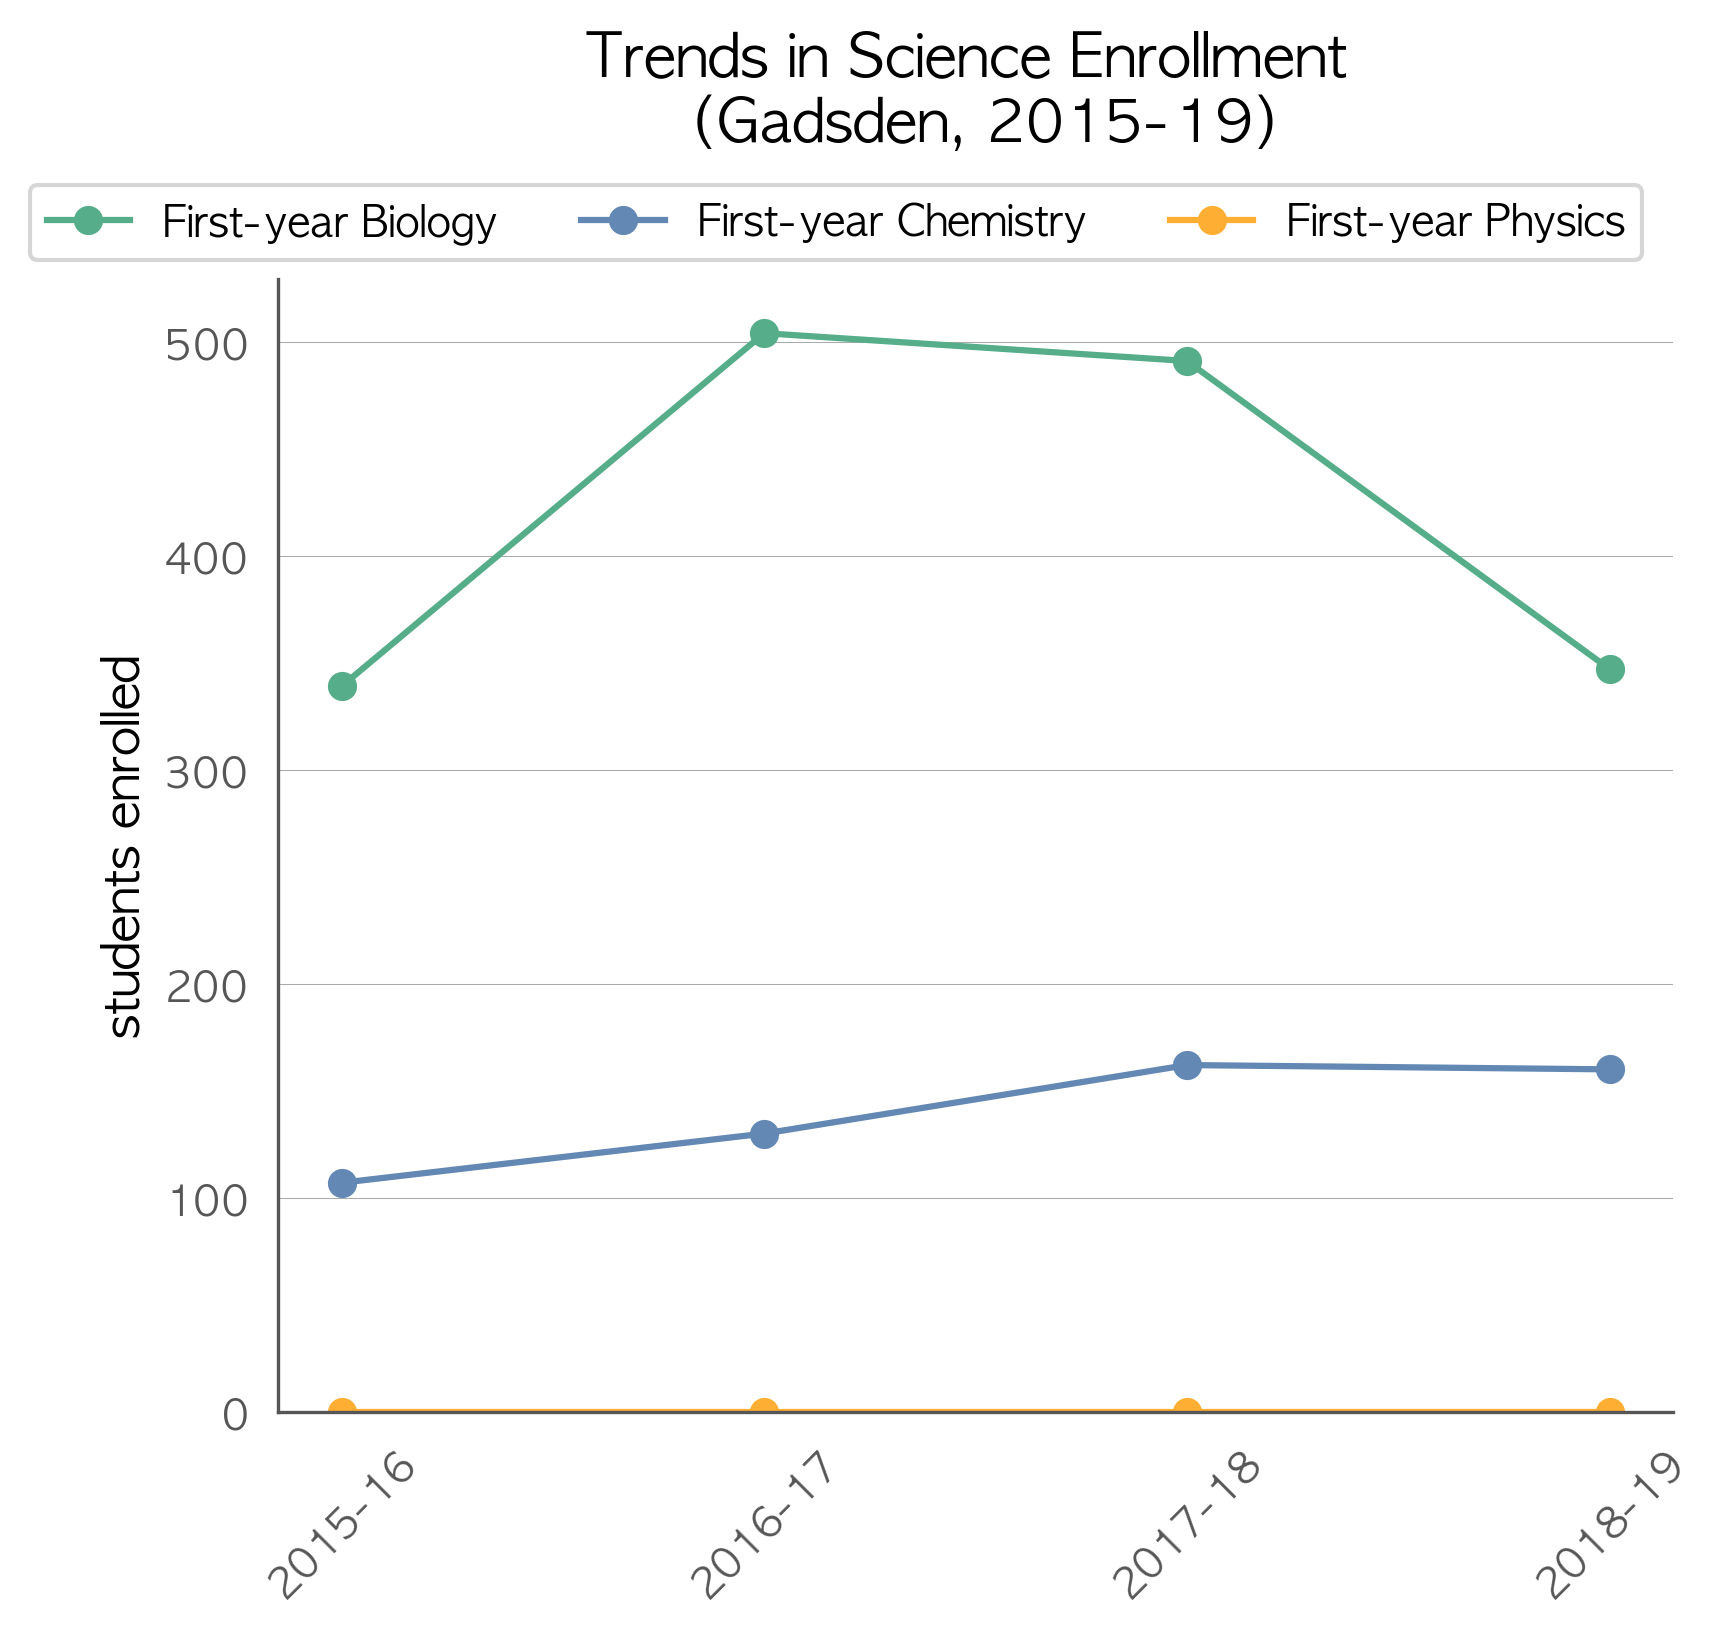 Trends in Science Enrollment
(Gadsden, 2015-19)
First-year Biology
First-year Chemistry
First-year Physics
500
400
300
200
100
0
students enrolled
2015-16
2016-17
2017-18
2018-19